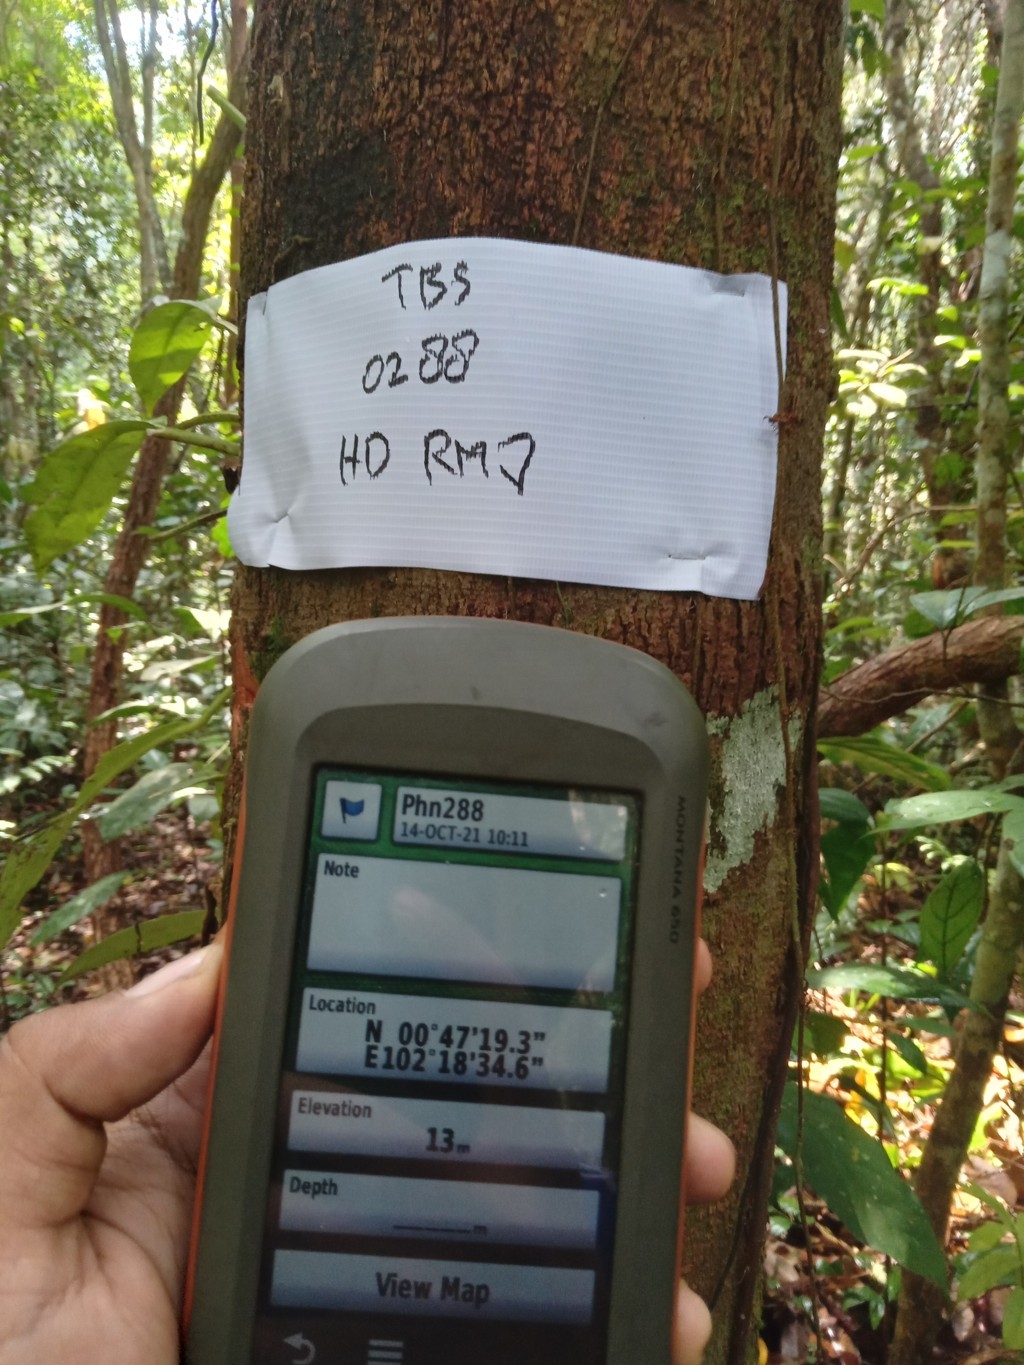 TBS
0288
HD RMJ
MONTANA 650
Phn288
14-OCT-21 10:11
Note
Location
N 00°47'19.3"
E102°18'34.6"
Elevation
13m
Depth
_____m
View Map